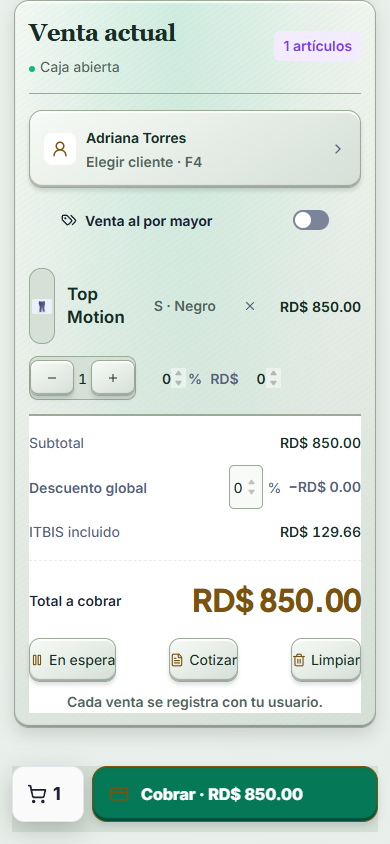 Venta actual
1 artículos
Caja abierta
Adriana Torres
Elegir cliente · F4
Venta al por mayor
Top
Motion
S · Negro
× RD$ 850.00
− 1 +
0 % RD$ 0
Subtotal RD$ 850.00
Descuento global 0 % −RD$ 0.00
ITBIS incluido RD$ 129.66
Total a cobrar RD$ 850.00
En espera Cotizar Limpiar
Cada venta se registra con tu usuario.
1 Cobrar · RD$ 850.00